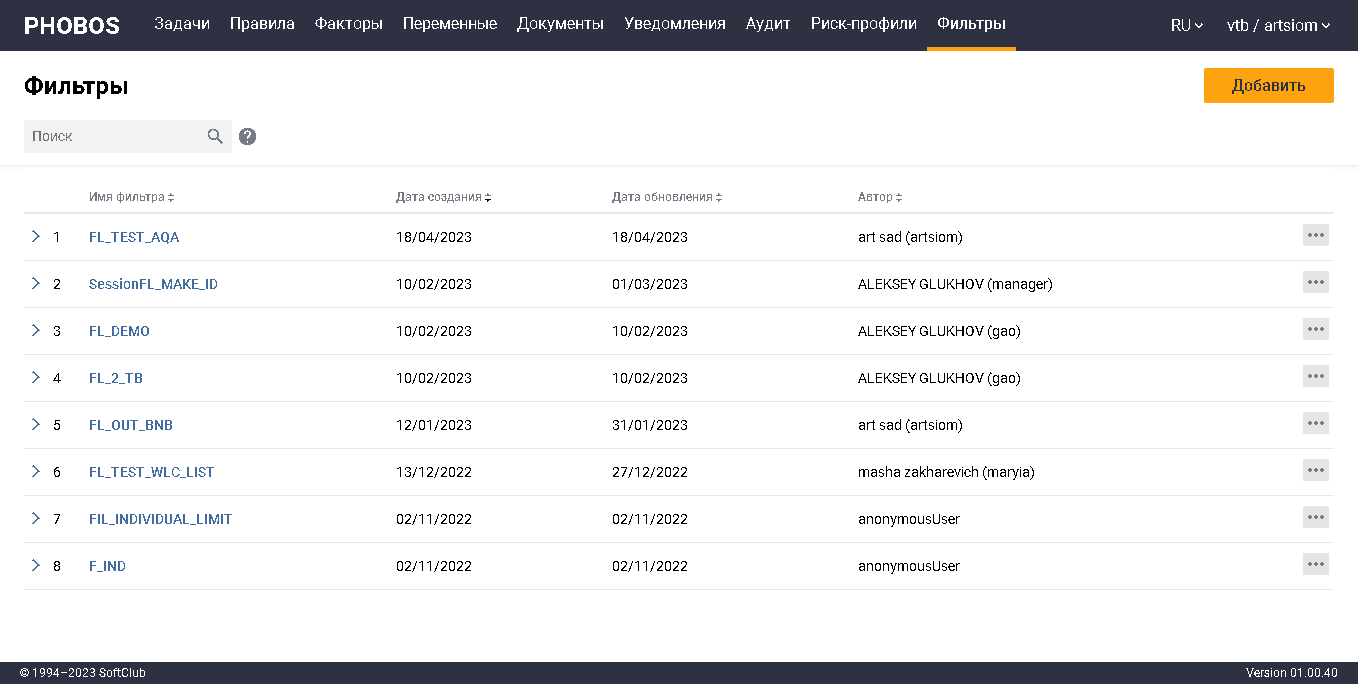 PHOBOS Задачи Правила Факторы Переменные Документы Уведомления Аудит Риск-профили Фильтры RU vtb / artsiom
Фильтры Добавить
Поиск ?
Имя фильтра Дата создания Дата обновления Автор
1 FL_TEST_AQA 18/04/2023 18/04/2023 art sad (artsiom)
2 SessionFL_MAKE_ID 10/02/2023 01/03/2023 ALEKSEY GLUKHOV (manager)
3 FL_DEMO 10/02/2023 10/02/2023 ALEKSEY GLUKHOV (gao)
4 FL_2_TB 10/02/2023 10/02/2023 ALEKSEY GLUKHOV (gao)
5 FL_OUT_BNB 12/01/2023 31/01/2023 art sad (artsiom)
6 FL_TEST_WLC_LIST 13/12/2022 27/12/2022 masha zakharevich (maryia)
7 FIL_INDIVIDUAL_LIMIT 02/11/2022 02/11/2022 anonymousUser
8 F_IND 02/11/2022 02/11/2022 anonymousUser
© 1994–2023 SoftClub Version 01.00.40